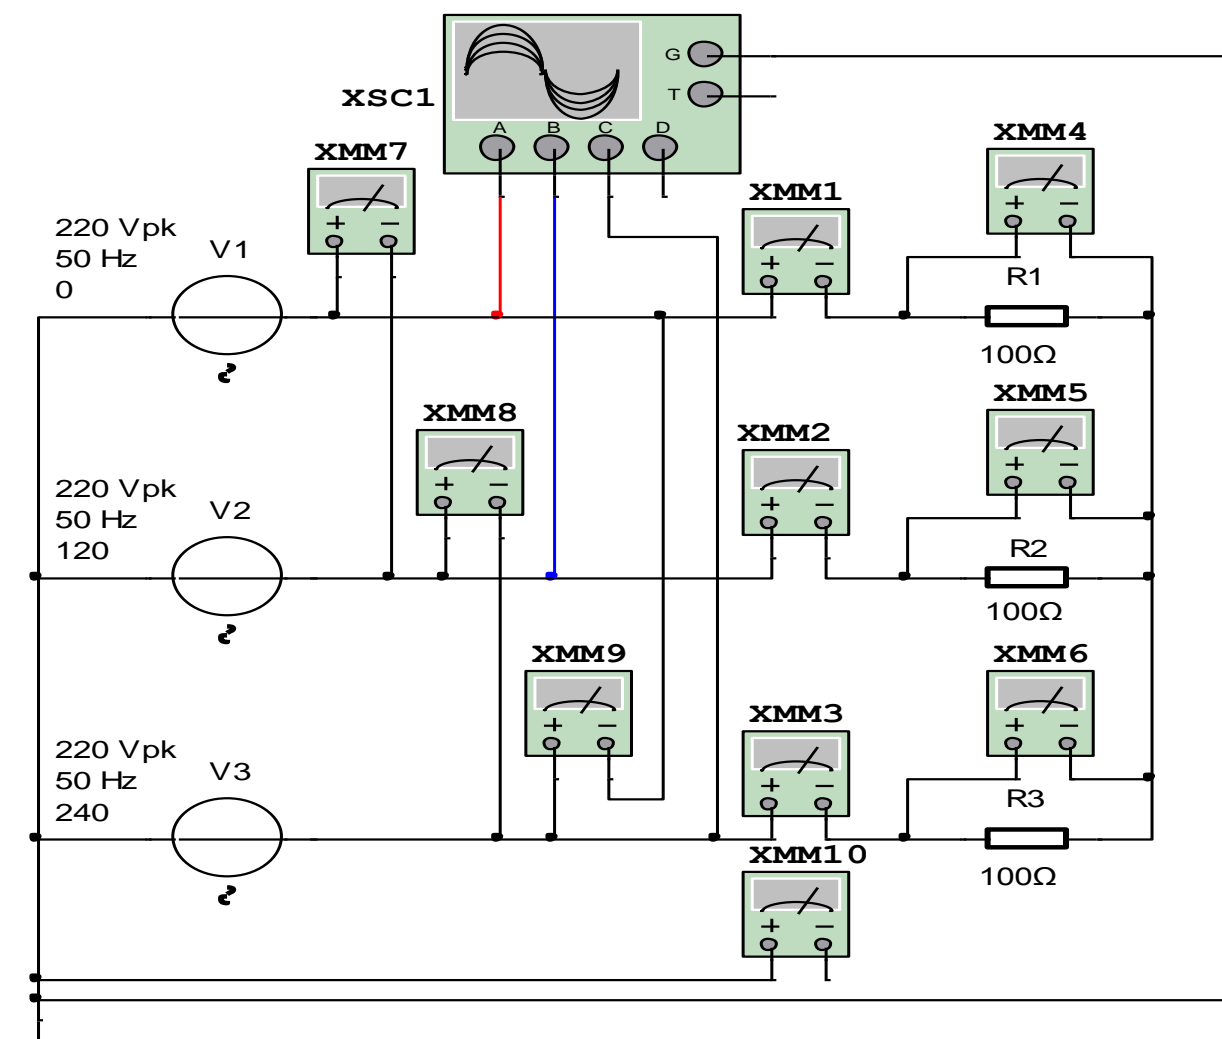 XSC1
G
T
A B C D
XMM7
+ −
XMM1
+ −
XMM4
+ −
220 Vpk
50 Hz
0
V1
R1
100Ω
XMM8
+ −
XMM2
+ −
XMM5
+ −
220 Vpk
50 Hz
120
V2
R2
100Ω
XMM9
+ −
XMM3
+ −
XMM6
+ −
220 Vpk
50 Hz
240
V3
R3
100Ω
XMM10
+ −